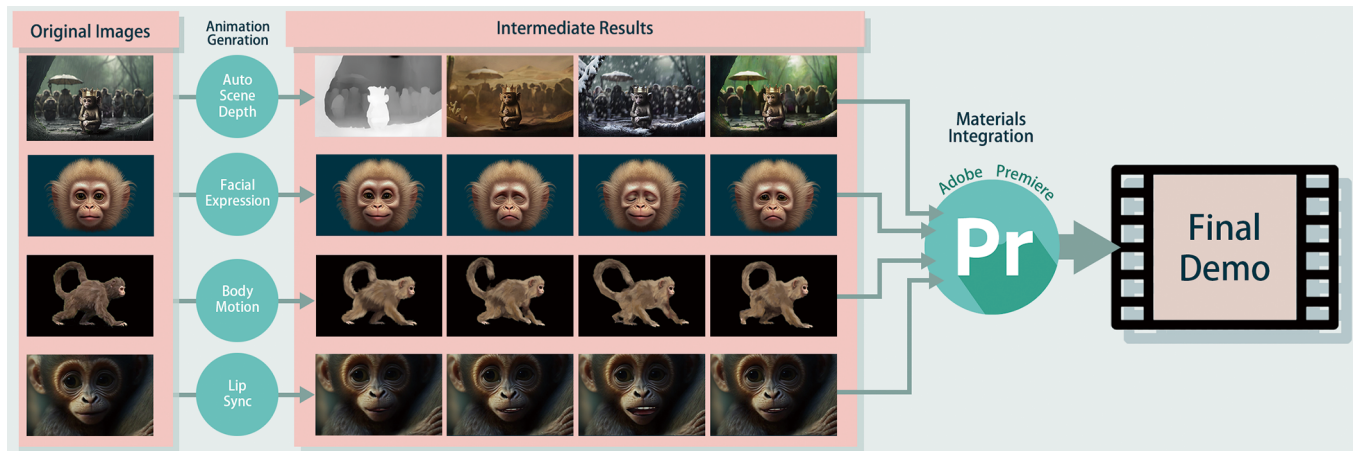 Original Images
Animation
Genration
Intermediate Results
Auto
Scene
Depth
Facial
Expression
Body
Motion
Lip
Sync
Materials
Integration
Adobe Premiere
Pr
Final
Demo